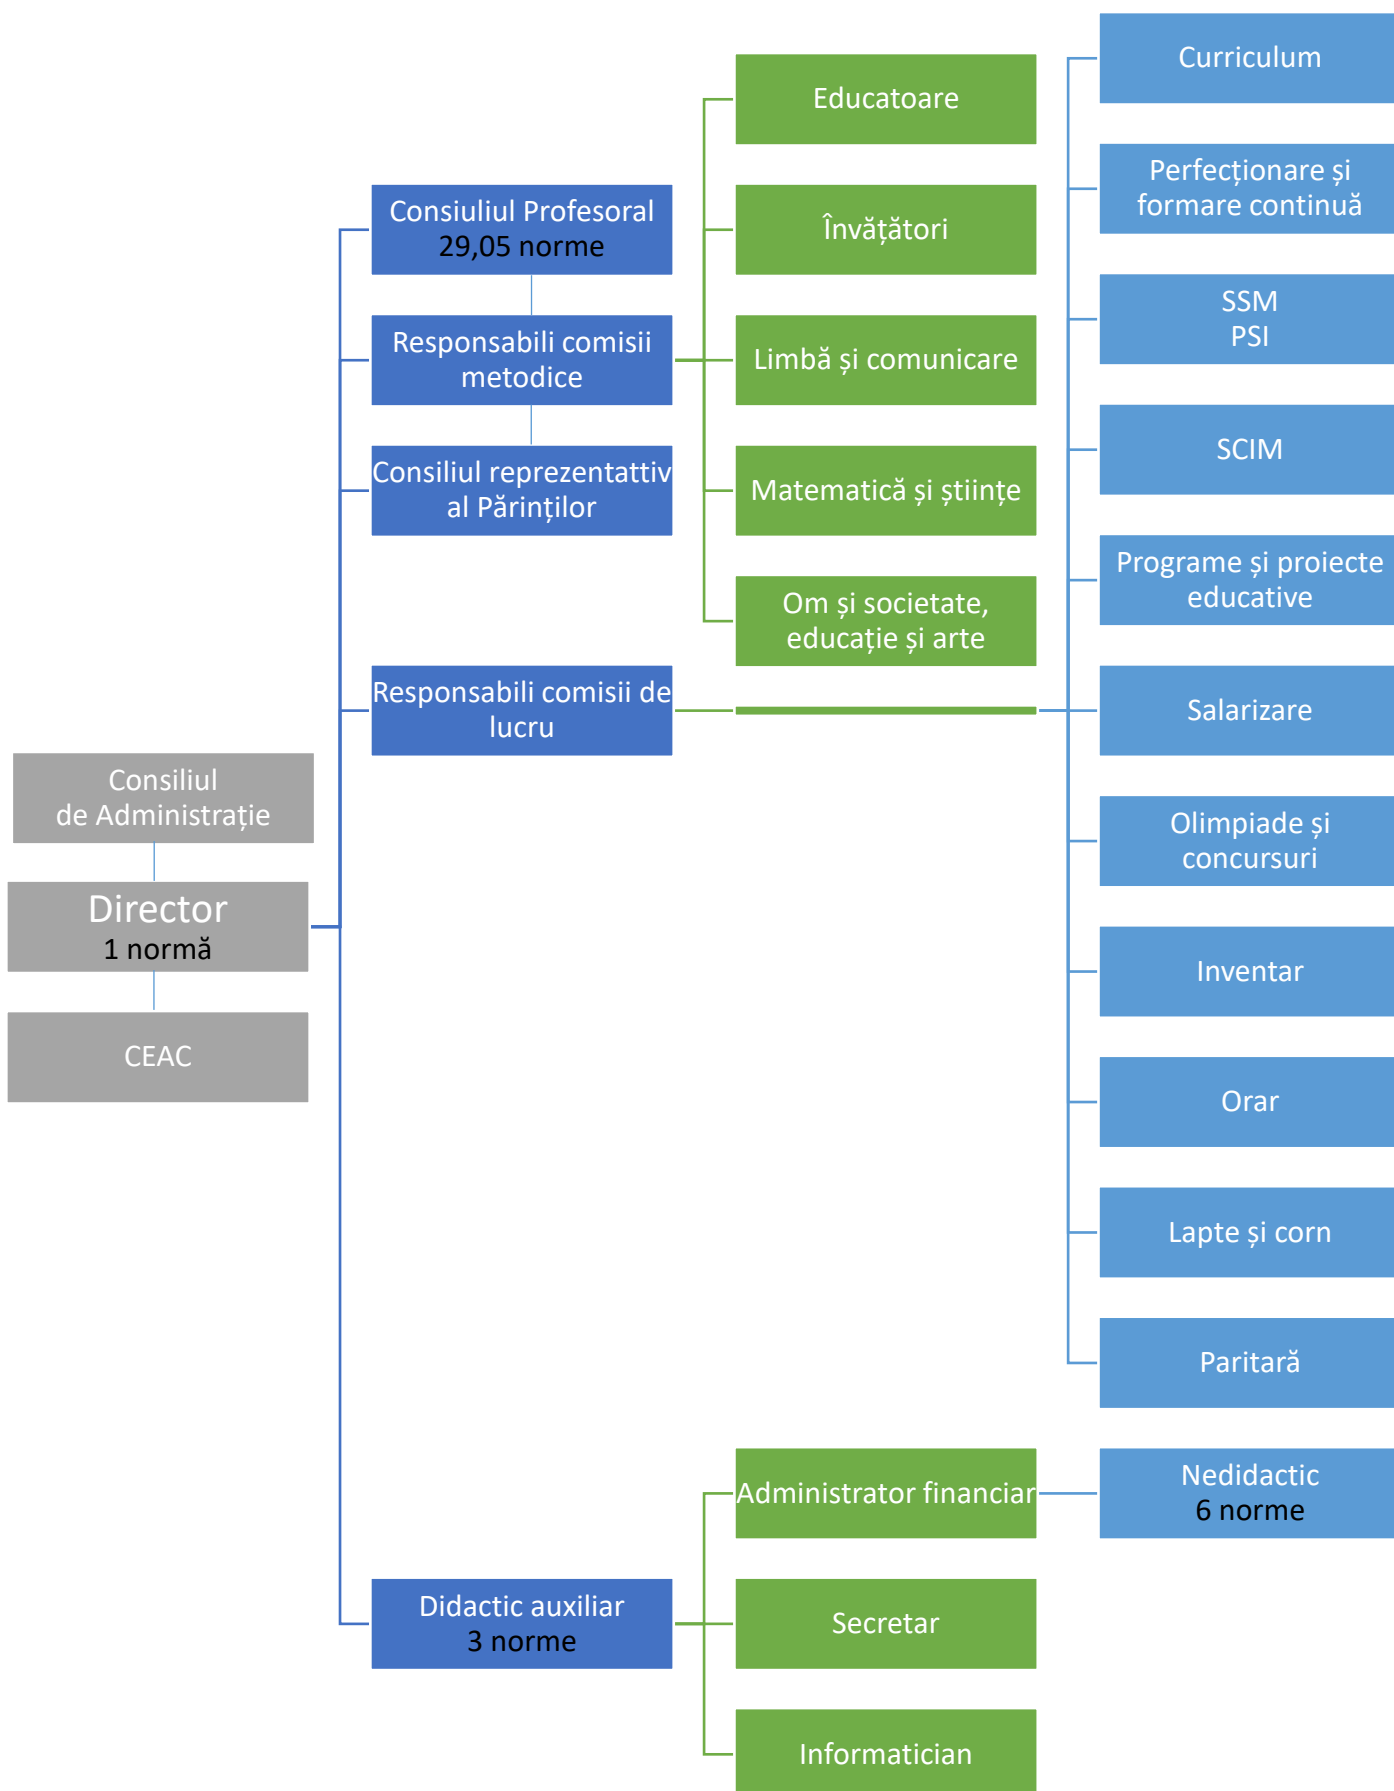 Consiliul
de Administrație
Director
1 normă
CEAC
Consiuliul Profesoral
29,05 norme
Responsabili comisii
metodice
Consiliul reprezentattiv
al Părinților
Responsabili comisii de
lucru
Didactic auxiliar
3 norme
Educatoare
Învățători
Limbă și comunicare
Matematică și științe
Om și societate,
educație și arte
Administrator financiar
Secretar
Informatician
Curriculum
Perfecționare și
formare continuă
SSM
PSI
SCIM
Programe și proiecte
educative
Salarizare
Olimpiade și
concursuri
Inventar
Orar
Lapte și corn
Paritară
Nedidactic
6 norme